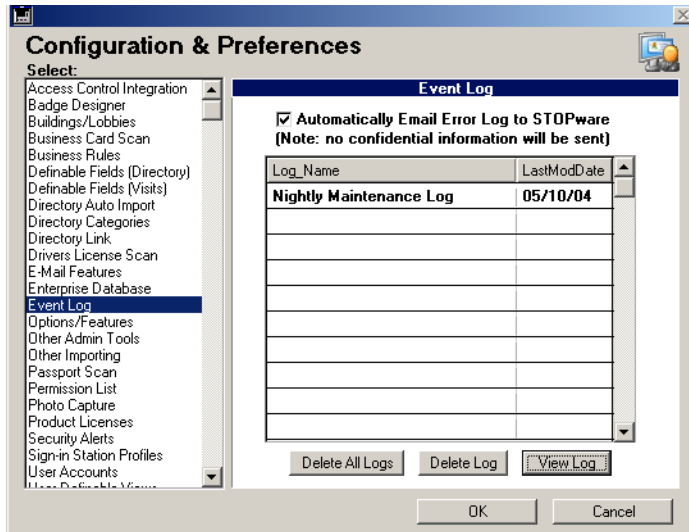 Configuration & Preferences
Select:
Access Control Integration
Badge Designer
Buildings/Lobbies
Business Card Scan
Business Rules
Definable Fields (Directory)
Definable Fields (Visits)
Directory Auto Import
Directory Categories
Directory Link
Drivers License Scan
E-Mail Features
Enterprise Database
Event Log
Options/Features
Other Admin Tools
Other Importing
Passport Scan
Permission List
Photo Capture
Product Licenses
Security Alerts
Sign-in Station Profiles
User Accounts
User Definable Views
Event Log
Automatically Email Error Log to STOPware
(Note: no confidential information will be sent)
Log_Name LastModDate
Nightly Maintenance Log 05/10/04
Delete All Logs Delete Log View Log
OK Cancel